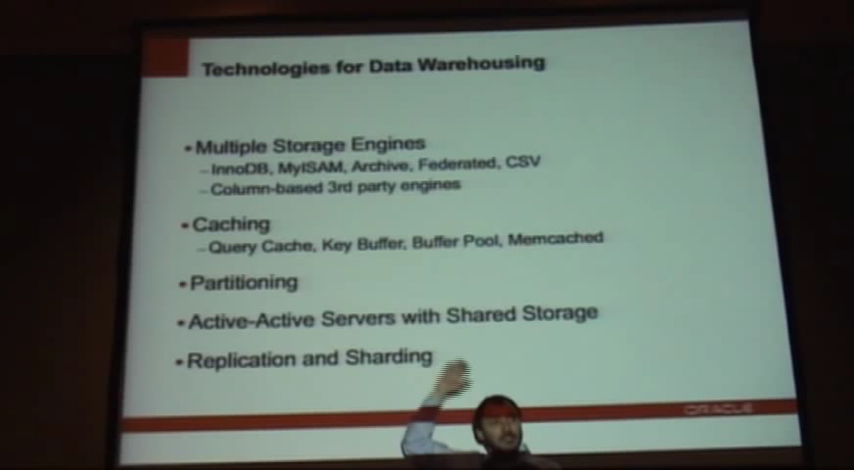 Technologies for Data Warehousing
•Multiple Storage Engines
–InnoDB, MyISAM, Archive, Federated, CSV
–Column-based 3rd party engines
•Caching
–Query Cache, Key Buffer, Buffer Pool, Memcached
•Partitioning
•Active-Active Servers with Shared Storage
•Replication and Sharding
ORACLE